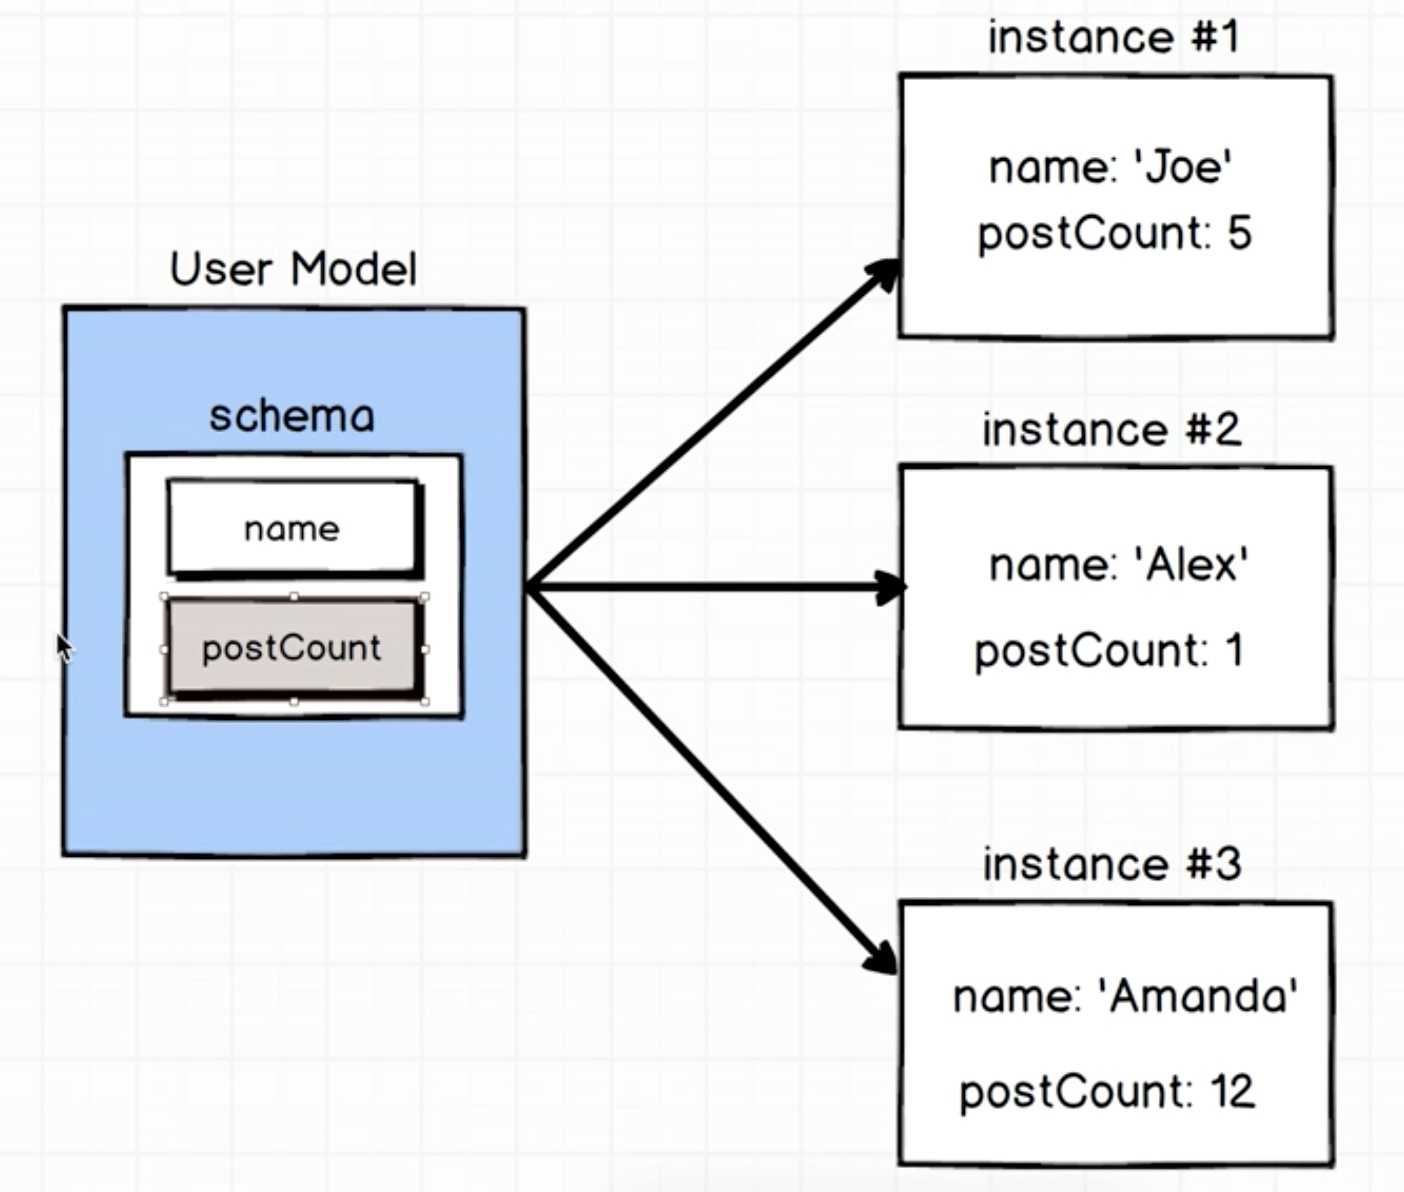 User Model
schema
name
postCount
instance #1
name: 'Joe'
postCount: 5
instance #2
name: 'Alex'
postCount: 1
instance #3
name: 'Amanda'
postCount: 12